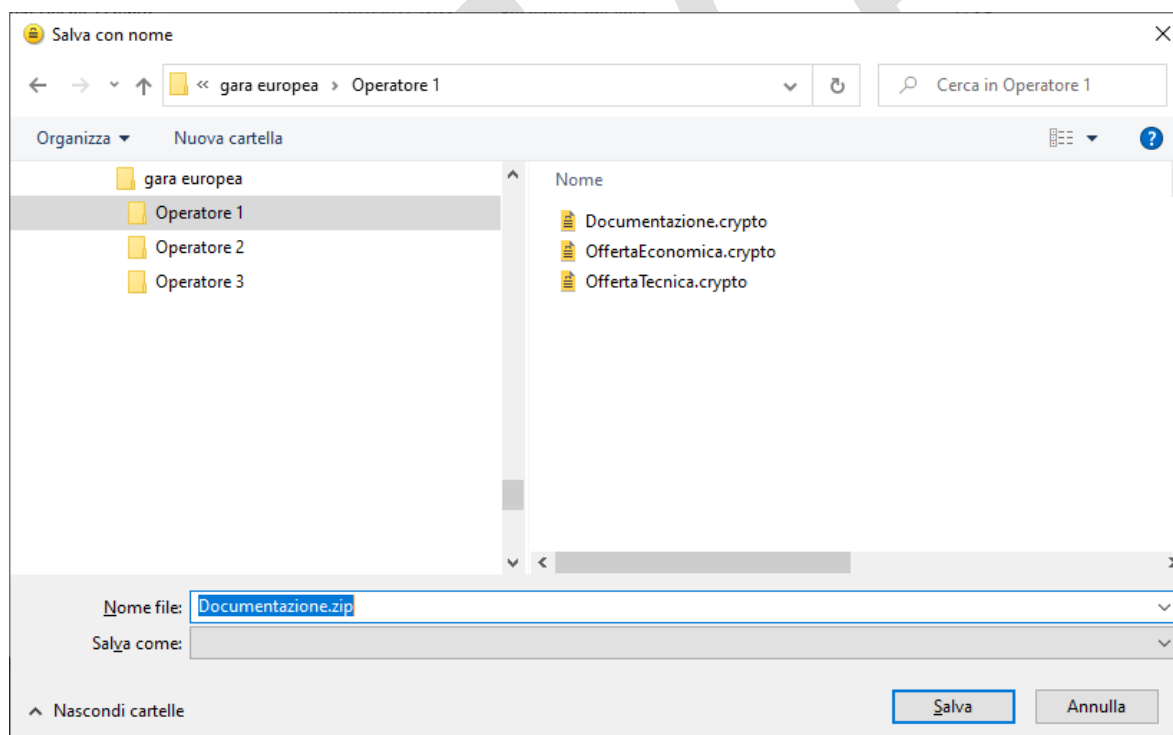 Salva con nome
« gara europea › Operatore 1
Cerca in Operatore 1
Organizza
Nuova cartella
gara europea
Operatore 1
Operatore 2
Operatore 3
Nome
Documentazione.crypto
OffertaEconomica.crypto
OffertaTecnica.crypto
Nome file: Documentazione.zip
Salva come:
Nascondi cartelle
Salva
Annulla